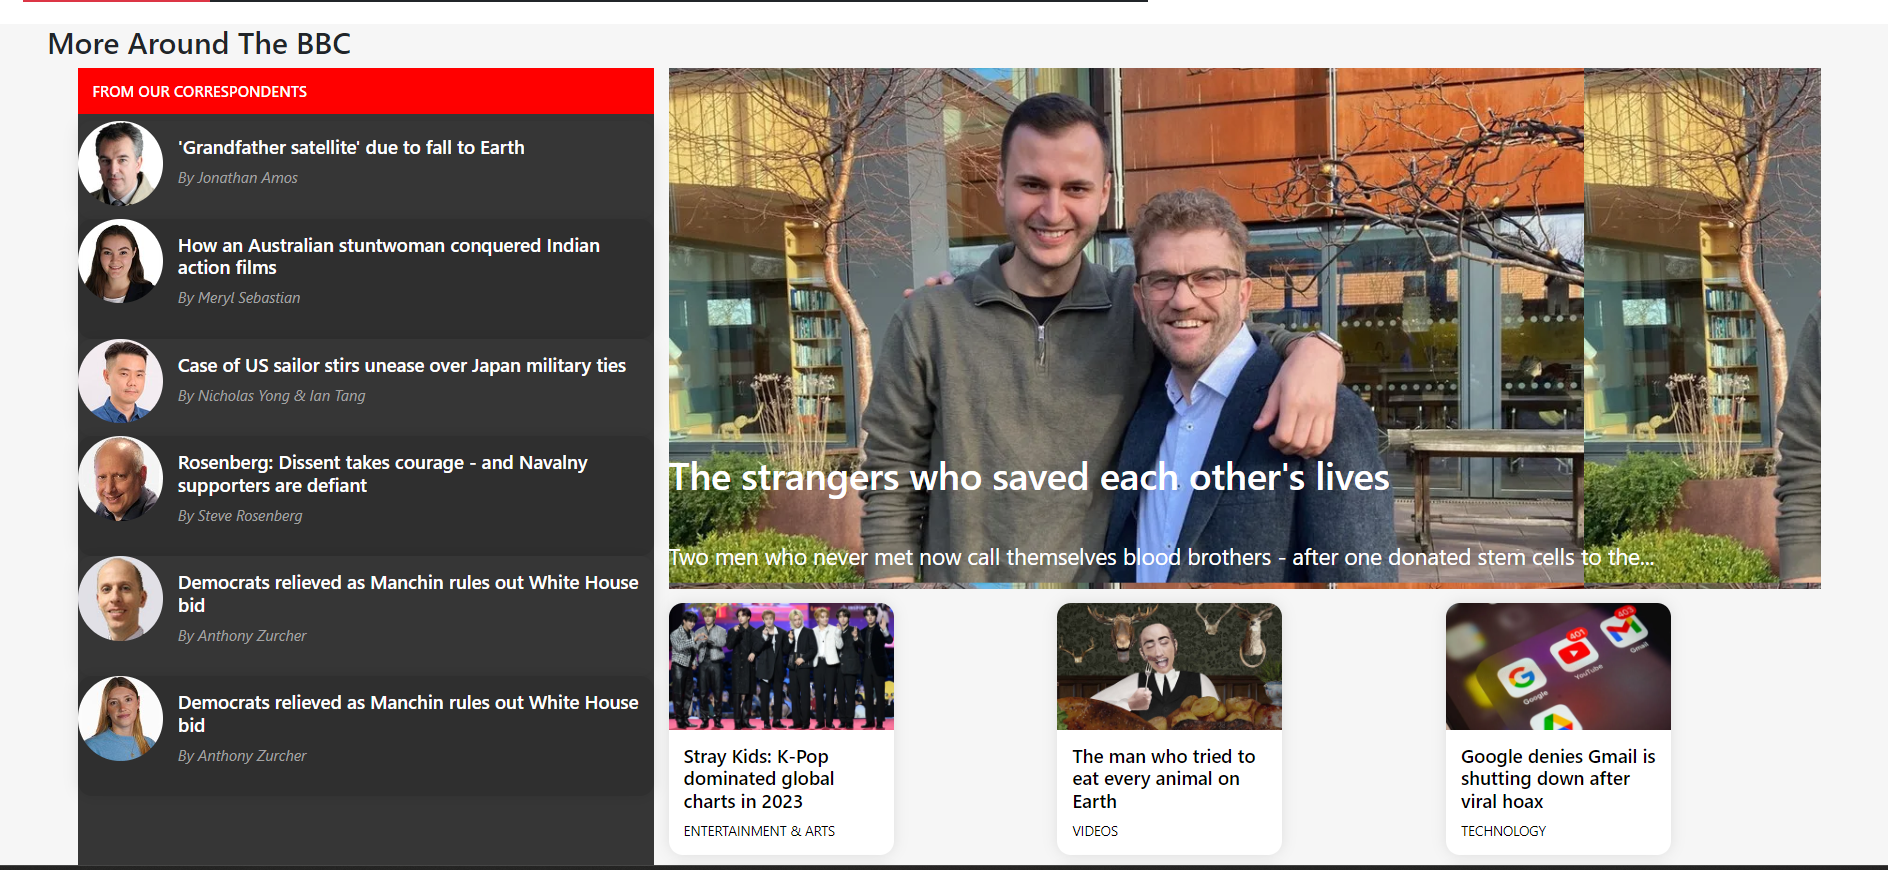 More Around The BBC
FROM OUR CORRESPONDENTS
'Grandfather satellite' due to fall to Earth
By Jonathan Amos
How an Australian stuntwoman conquered Indian
action films
By Meryl Sebastian
Case of US sailor stirs unease over Japan military ties
By Nicholas Yong & Ian Tang
Rosenberg: Dissent takes courage - and Navalny
supporters are defiant
By Steve Rosenberg
Democrats relieved as Manchin rules out White House
bid
By Anthony Zurcher
Democrats relieved as Manchin rules out White House
bid
By Anthony Zurcher
The strangers who saved each other's lives
Two men who never met now call themselves blood brothers - after one donated stem cells to the...
Stray Kids: K-Pop
dominated global
charts in 2023
ENTERTAINMENT & ARTS
The man who tried to
eat every animal on
Earth
VIDEOS
403
401
Gmail
YouTube
Google
Google denies Gmail is
shutting down after
viral hoax
TECHNOLOGY